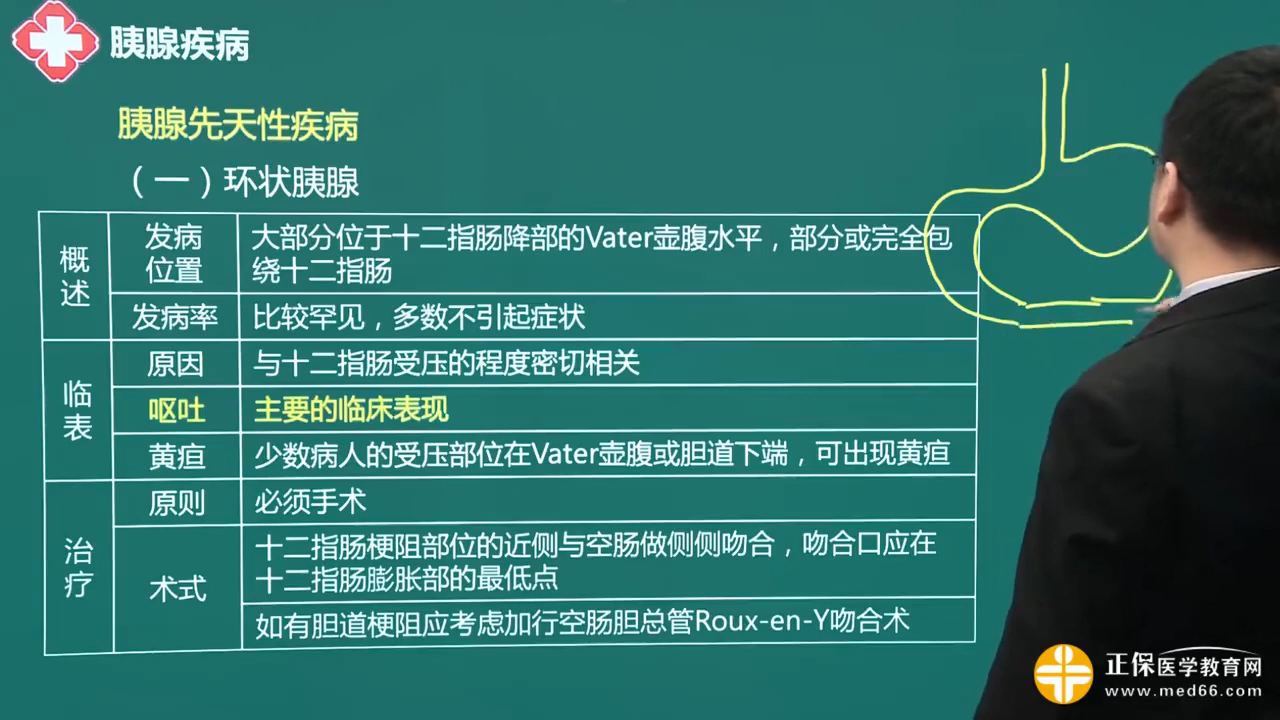 胰腺疾病
胰腺先天性疾病
（一）环状胰腺
概述
发病位置
大部分位于十二指肠降部的Vater壶腹水平，部分或完全包
绕十二指肠
发病率
比较罕见，多数不引起症状
临表
原因
与十二指肠受压的程度密切相关
呕吐
主要的临床表现
黄疸
少数病人的受压部位在Vater壶腹或胆道下端，可出现黄疸
治疗
原则
必须手术
术式
十二指肠梗阻部位的近侧与空肠做侧侧吻合，吻合口应在
十二指肠膨胀部的最低点
如有胆道梗阻应考虑加行空肠胆总管Roux-en-Y吻合术
正保医学教育网
www.med66.com